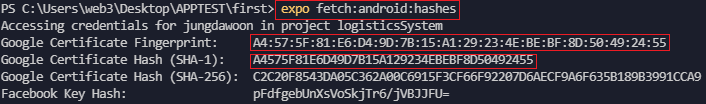 PS C:\Users\web3\Desktop\APPTEST\first> expo fetch:android:hashes
Accessing credentials for jungdawoon in project logisticsSystem
Google Certificate Fingerprint:     A4:57:5F:81:E6:D4:9D:7B:15:A1:29:23:4E:BE:BF:8D:50:49:24:55
Google Certificate Hash (SHA-1):    A4575F81E6D49D7B15A129234EBEBF8D50492455
Google Certificate Hash (SHA-256):  C2C20F8543DA05C362A00C6915F3CF66F92207D6AECF9A6F635B189B3991CCA9
Facebook Key Hash:                  pFdfgebUnXsVoSkjTr6/jVBJJFU=